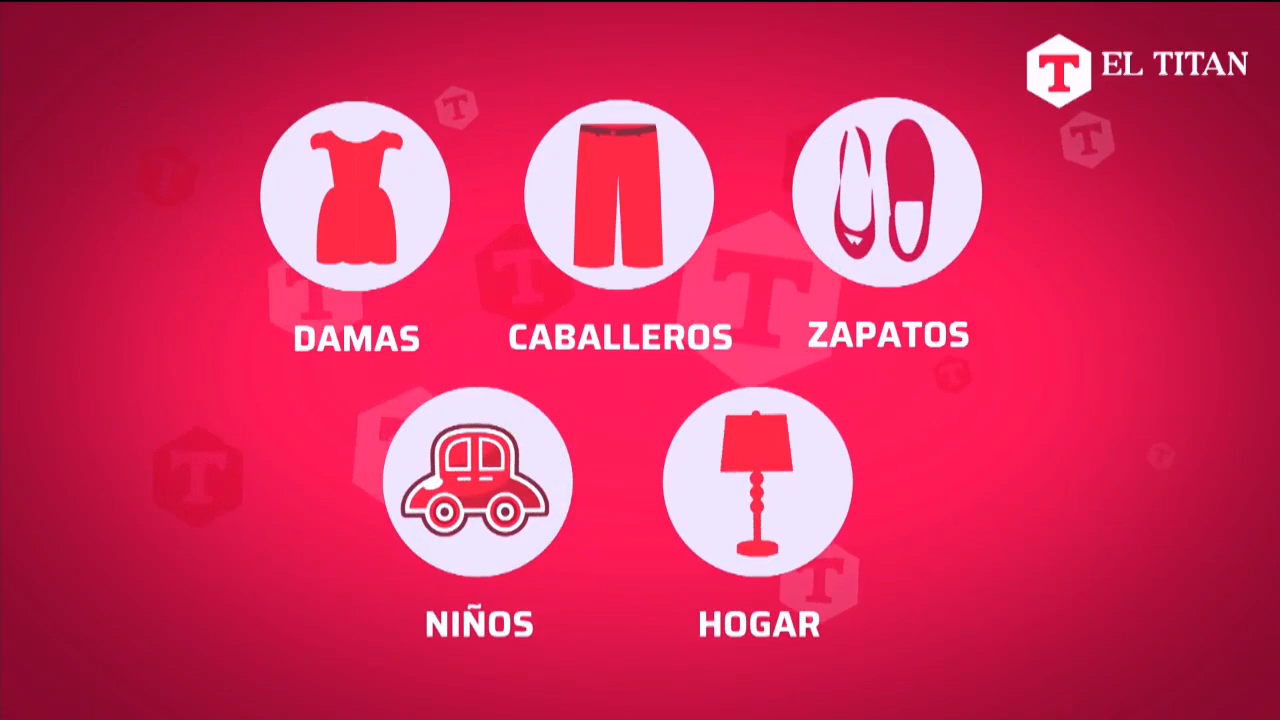 T EL TITAN
DAMAS
CABALLEROS
ZAPATOS
NIÑOS
HOGAR